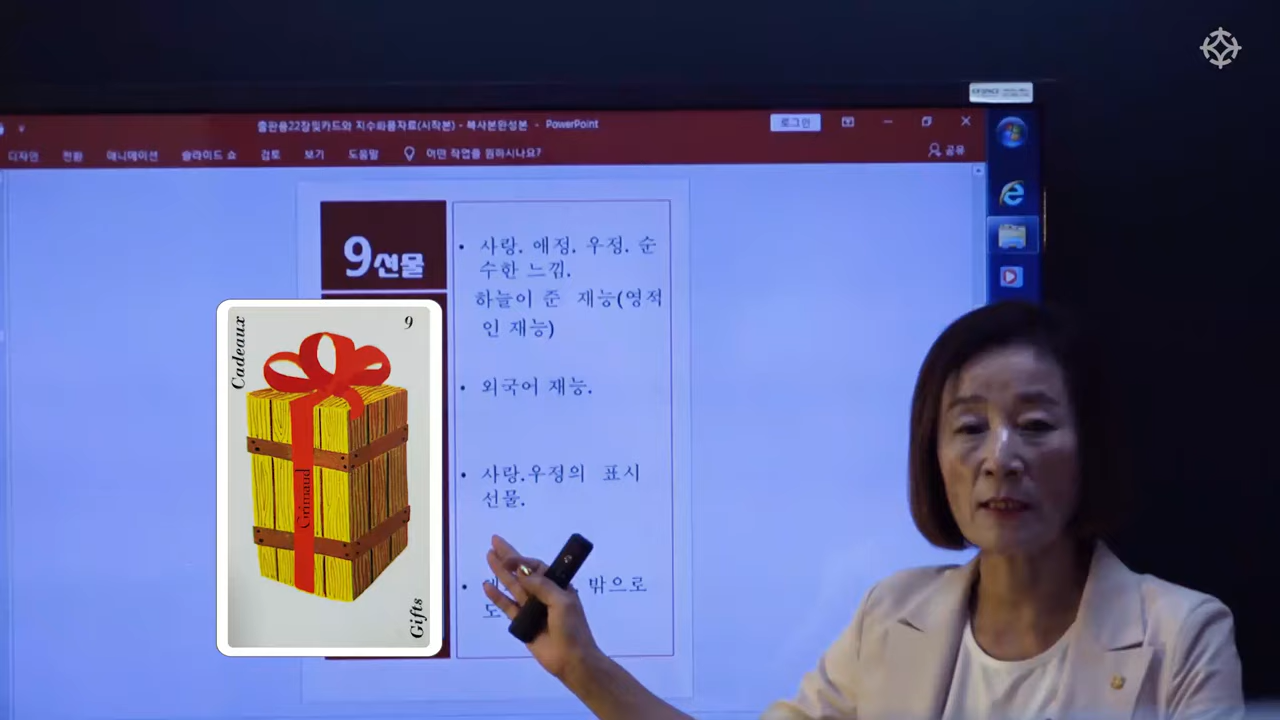 출판용22장및카드와 지수화풍자료(시작본) - 복사본완성본 - PowerPoint
로그인
디자인 전환 애니메이션 슬라이드 쇼 검토 보기 도움말 어떤 작업을 원하시나요? 공유
9선물
• 사랑. 애정. 우정. 순
수한 느낌.
하늘이 준 재능(영적
인 재능)
• 외국어 재능.
• 사랑.우정의 표시
선물.
밖으로
도
Cadeaux
9
Grimaud
Gifts